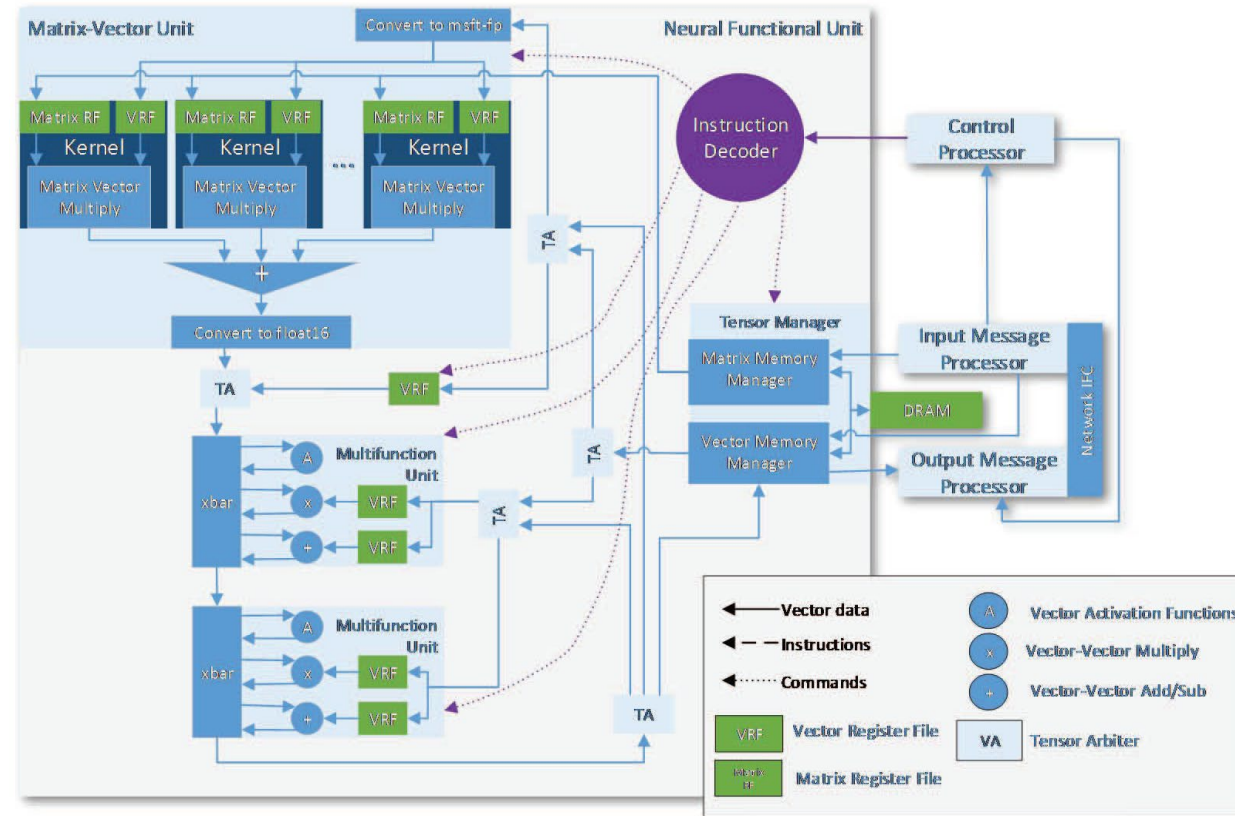 Matrix-Vector Unit
Convert to msft-fp
Neural Functional Unit
Matrix RF
VRF
Matrix RF
VRF
Matrix RF
VRF
Kernel
Kernel
Kernel
...
Matrix Vector
Multiply
Matrix Vector
Multiply
Matrix Vector
Multiply
Instruction
Decoder
Control
Processor
TA
+
Convert to float16
Tensor Manager
Matrix Memory
Manager
Input Message
Processor
Network IFC
TA
VRF
DRAM
Vector Memory
Manager
Output Message
Processor
TA
xbar
A
Multifunction
Unit
x
VRF
+
VRF
TA
xbar
A
Multifunction
Unit
x
VRF
+
VRF
TA
Vector data
Instructions
Commands
A
Vector Activation Functions
x
Vector-Vector Multiply
+
Vector-Vector Add/Sub
VRF
Vector Register File
VA
Tensor Arbiter
Matrix
RF
Matrix Register File